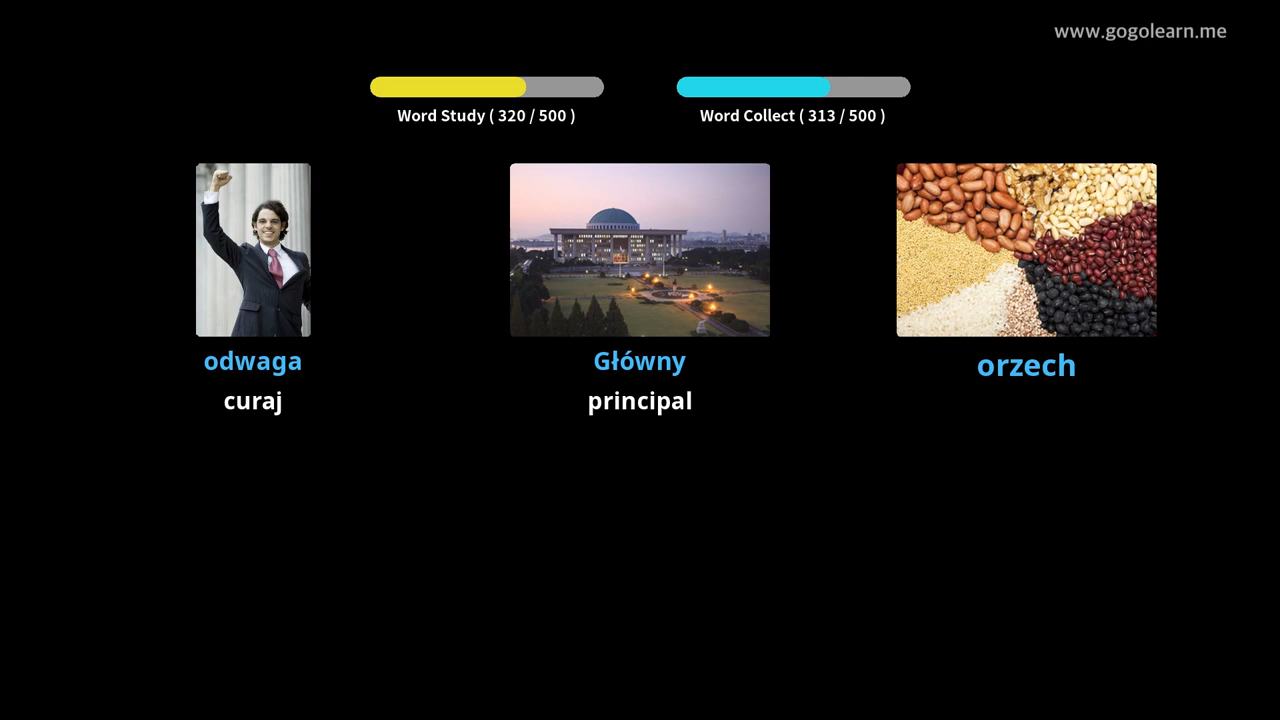 www.gogolearn.me
Word Study ( 320 / 500 )
Word Collect ( 313 / 500 )
odwaga
curaj
Główny
principal
orzech